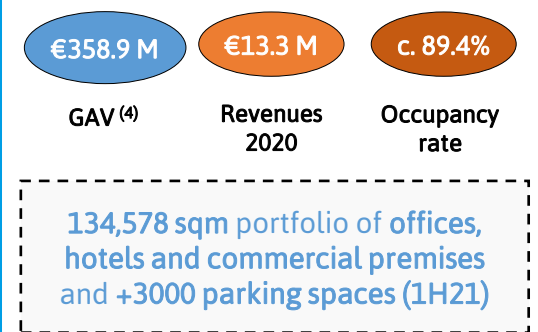 €358.9 M
€13.3 M
c. 89.4%
GAV (4)
Revenues
2020
Occupancy
rate
134,578 sqm portfolio of offices,
hotels and commercial premises
and +3000 parking spaces (1H21)